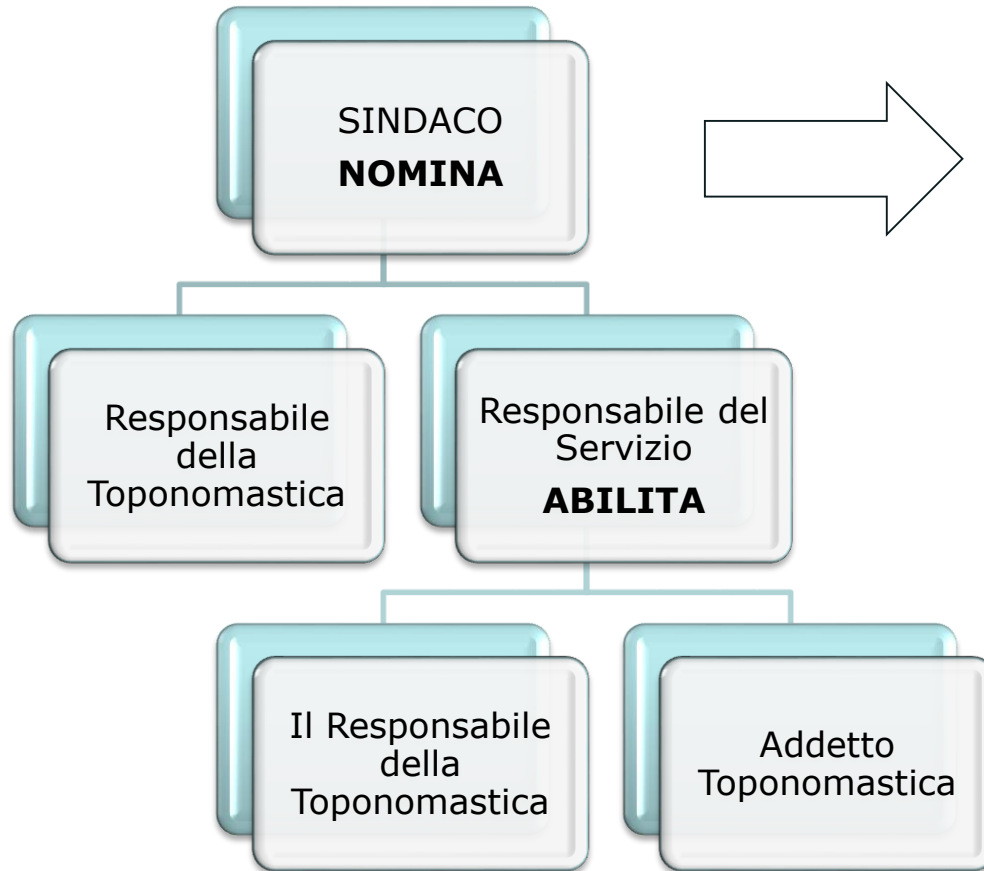 SINDACO
NOMINA
Responsabile
della
Toponomastica
Responsabile del
Servizio
ABILITA
Il Responsabile
della
Toponomastica
Addetto
Toponomastica